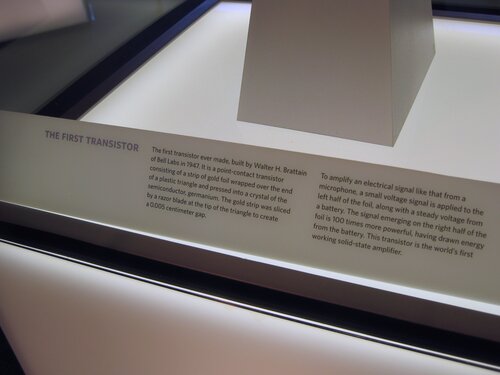 THE FIRST TRANSISTOR
The first transistor ever made, built by Walter H. Brattain
of Bell Labs in 1947. It is a point-contact transistor
consisting of a strip of gold foil wrapped over the end
of a plastic triangle and pressed into a crystal of the
semiconductor, germanium. The gold strip was sliced
by a razor blade at the tip of the triangle to create
a 0.005 centimeter gap.
To amplify an electrical signal like that from a
microphone, a small voltage signal is applied to the
left half of the foil, along with a steady voltage from
a battery. The signal emerging on the right half of the
foil is 100 times more powerful, having drawn energy
from the battery. This transistor is the world's first
working solid-state amplifier.